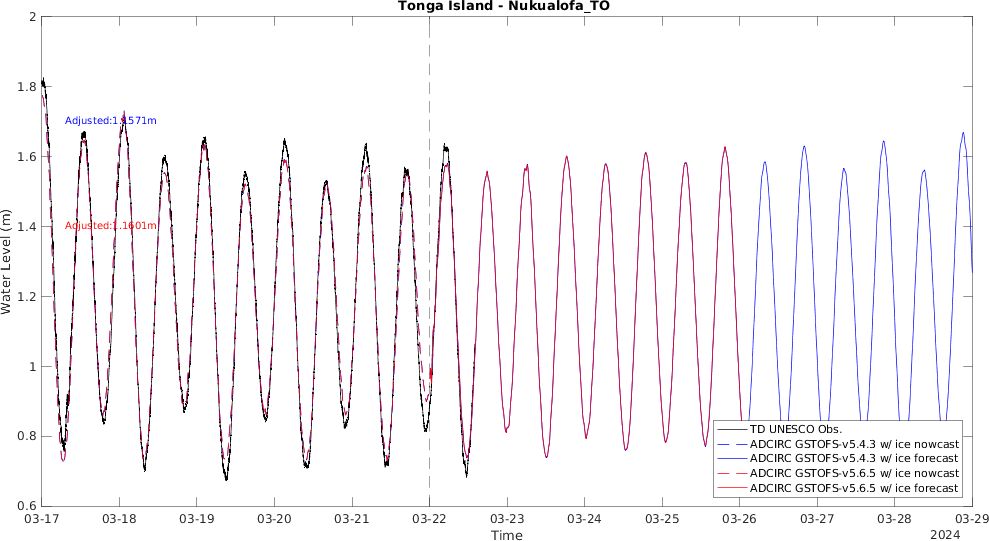 Tonga Island - Nukualofa_TO
2
1.8
1.6
1.4
1.2
1
0.8
0.6
Water Level (m)
Adjusted:1.1571m
Adjusted:1.1601m
TD UNESCO Obs.
ADCIRC GSTOFS-v5.4.3 w/ ice nowcast
ADCIRC GSTOFS-v5.4.3 w/ ice forecast
ADCIRC GSTOFS-v5.6.5 w/ ice nowcast
ADCIRC GSTOFS-v5.6.5 w/ ice forecast
03-17 03-18 03-19 03-20 03-21 03-22 03-23 03-24 03-25 03-26 03-27 03-28 03-29
Time
2024